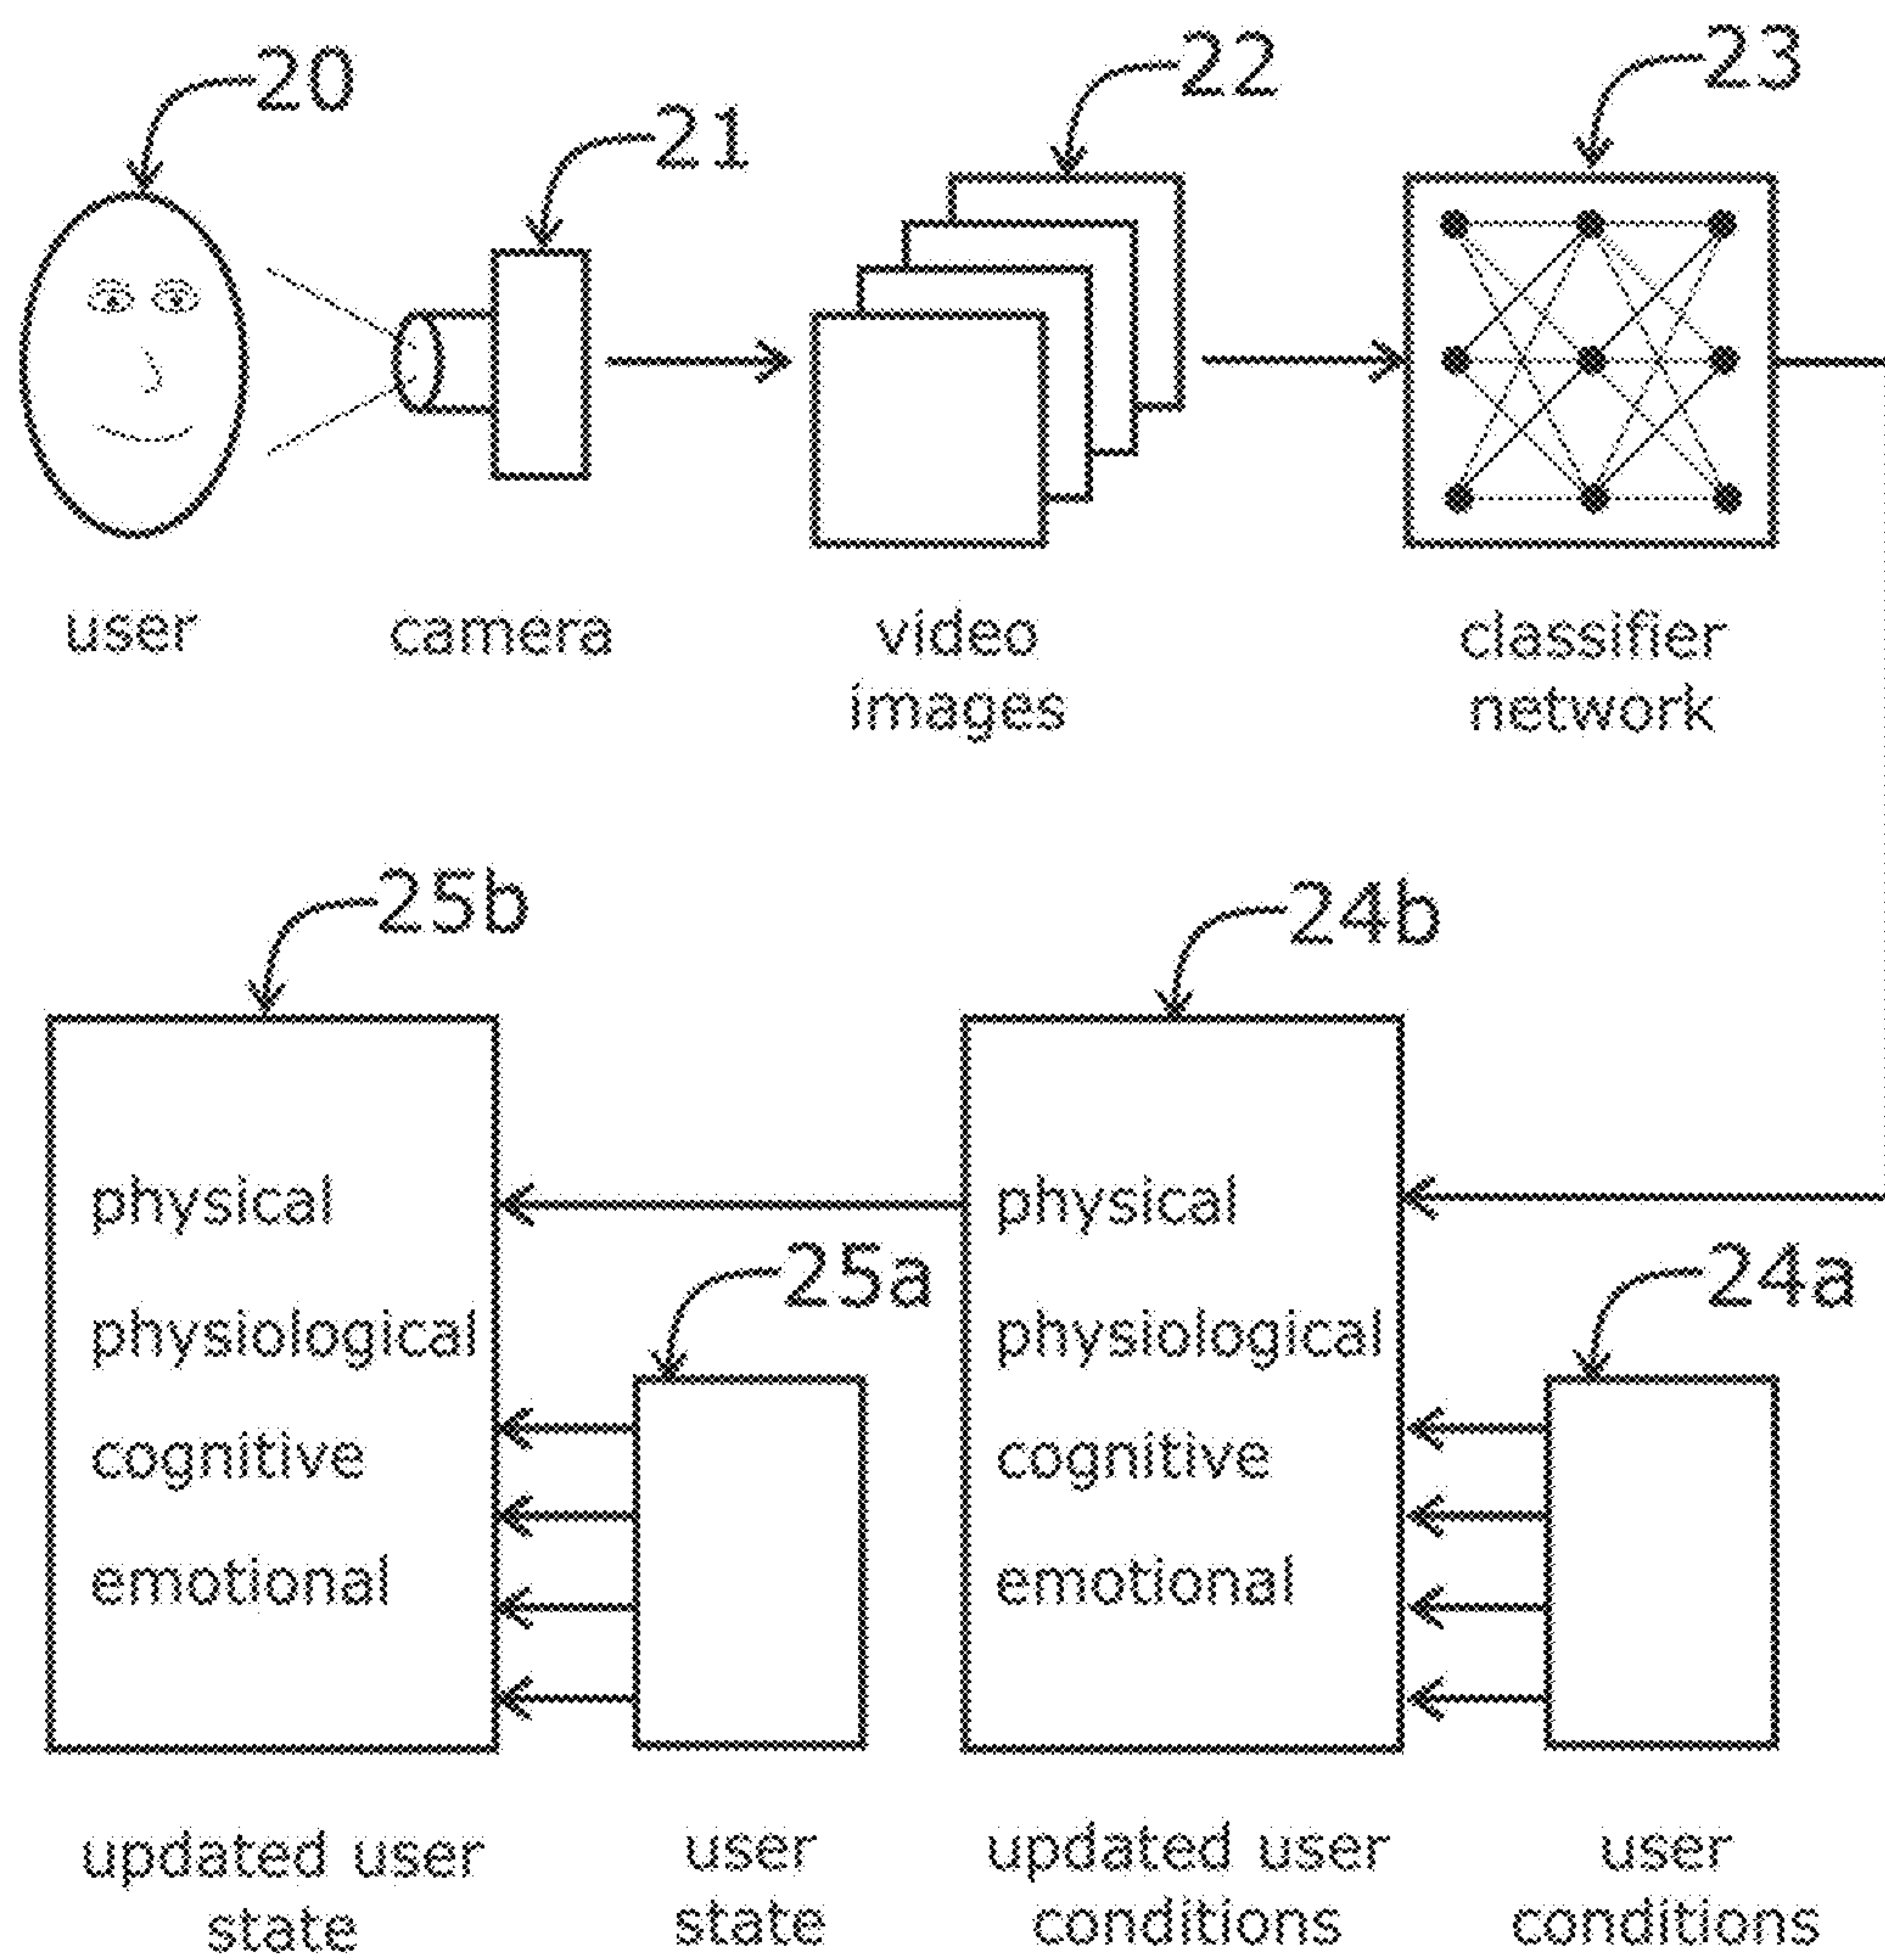 20
21
22
23
user
camera
video
images
classifier
network
25b
24b
physical
physiological
cognitive
emotional
25a
physical
physiological
cognitive
emotional
24a
updated user
state
user
state
updated user
conditions
user
conditions